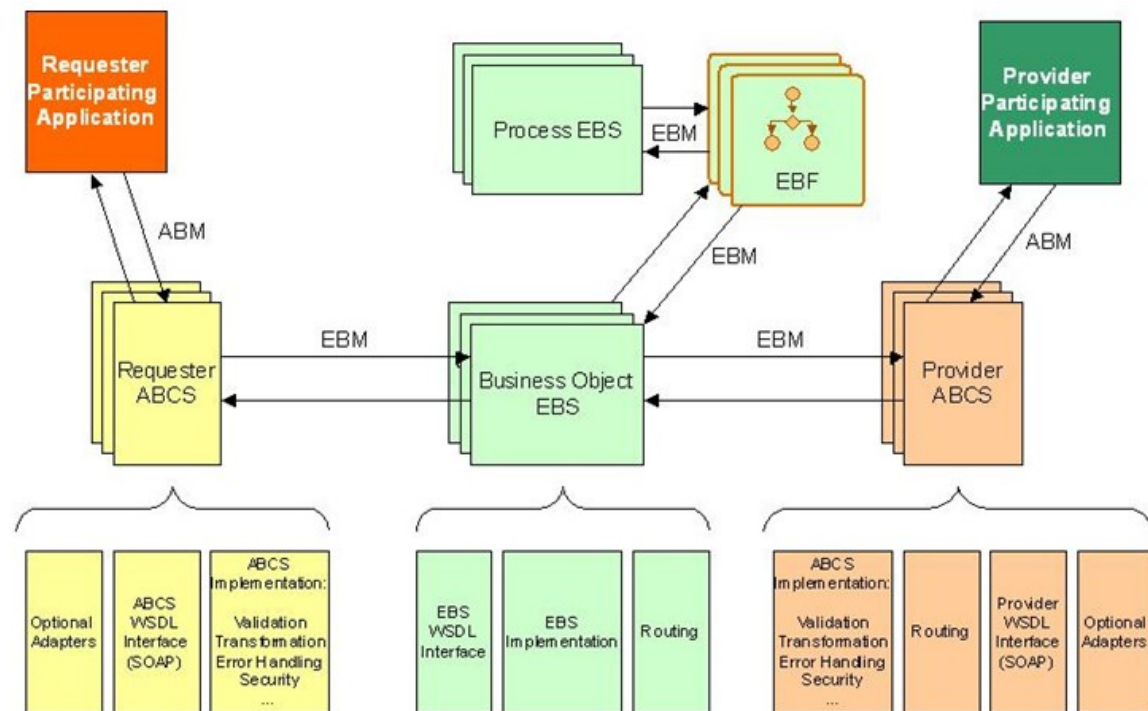 Requester
Participating
Application
Process EBS
EBM
EBF
Provider
Participating
Application
ABM
EBM
ABM
EBM
EBM
Requester
ABCS
Business Object
EBS
Provider
ABCS
Optional
Adapters
ABCS
WSDL
Interface
(SOAP)
ABCS
Implementation:
Validation
Transformation
Error Handling
Security
...
EBS
WSDL
Interface
EBS
Implementation
Routing
ABCS
Implementation:
Validation
Transformation
Error Handling
Security
...
Routing
Provider
WSDL
Interface
(SOAP)
Optional
Adapters